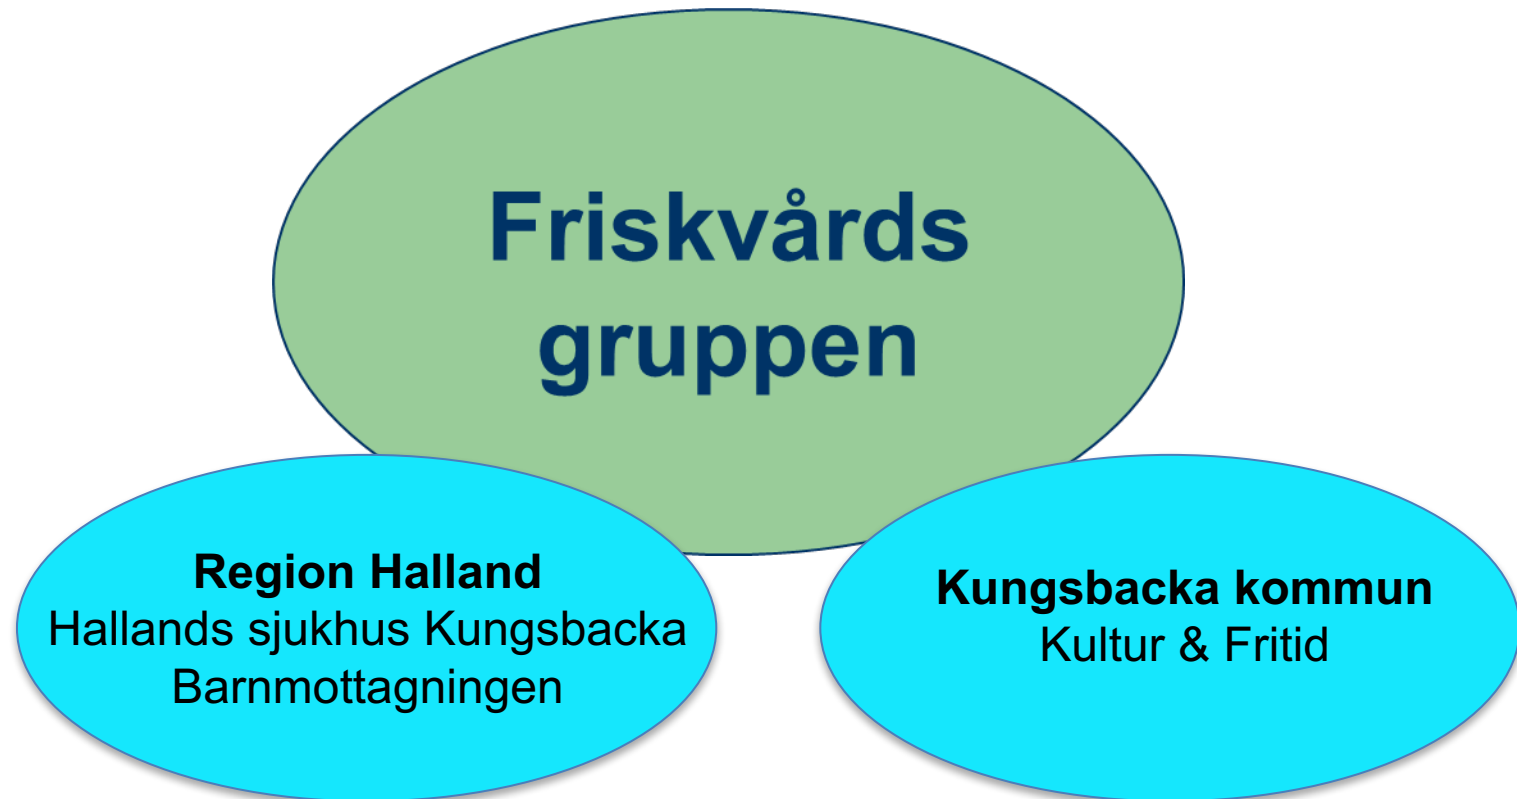 Friskvårds
gruppen
Region Halland
Hallands sjukhus Kungsbacka
Barnmottagningen
Kungsbacka kommun
Kultur & Fritid